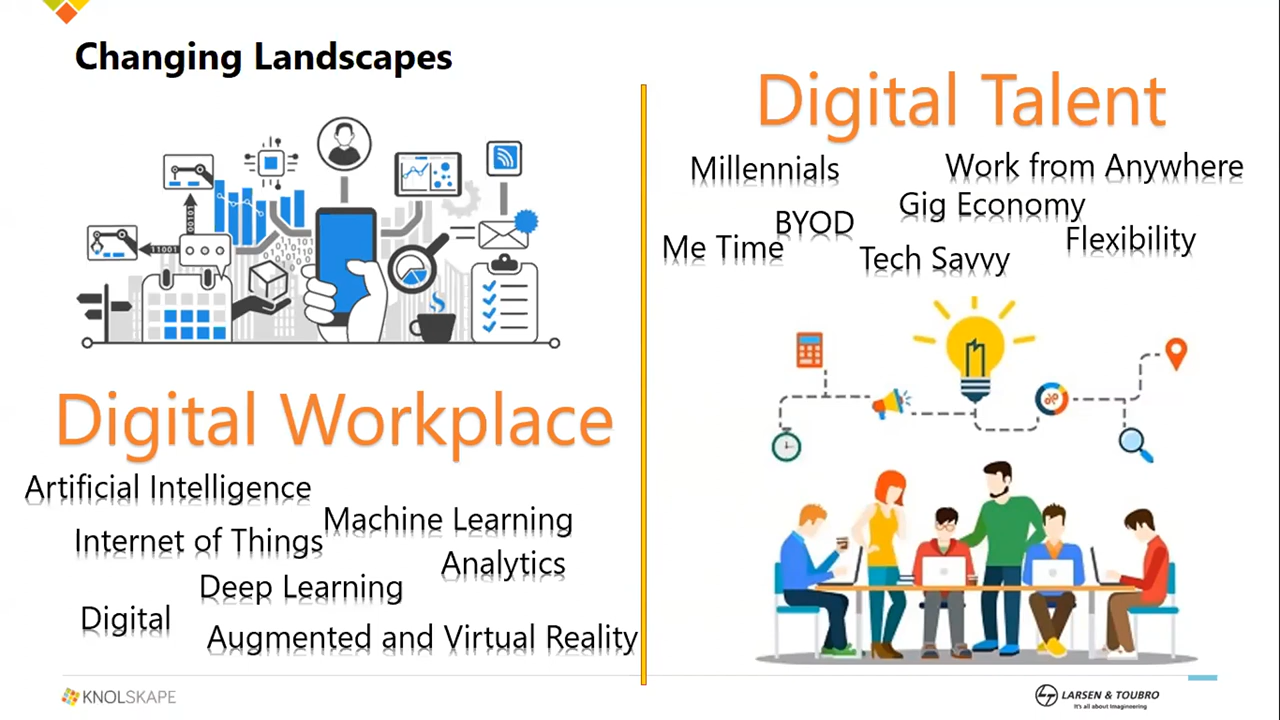 Changing Landscapes
Digital Workplace
Artificial Intelligence
Machine Learning
Internet of Things
Analytics
Deep Learning
Digital
Augmented and Virtual Reality
Digital Talent
Millennials
Work from Anywhere
Gig Economy
BYOD
Flexibility
Me Time
Tech Savvy
KNOLSKAPE
LARSEN & TOUBRO
It's all about Imagineering